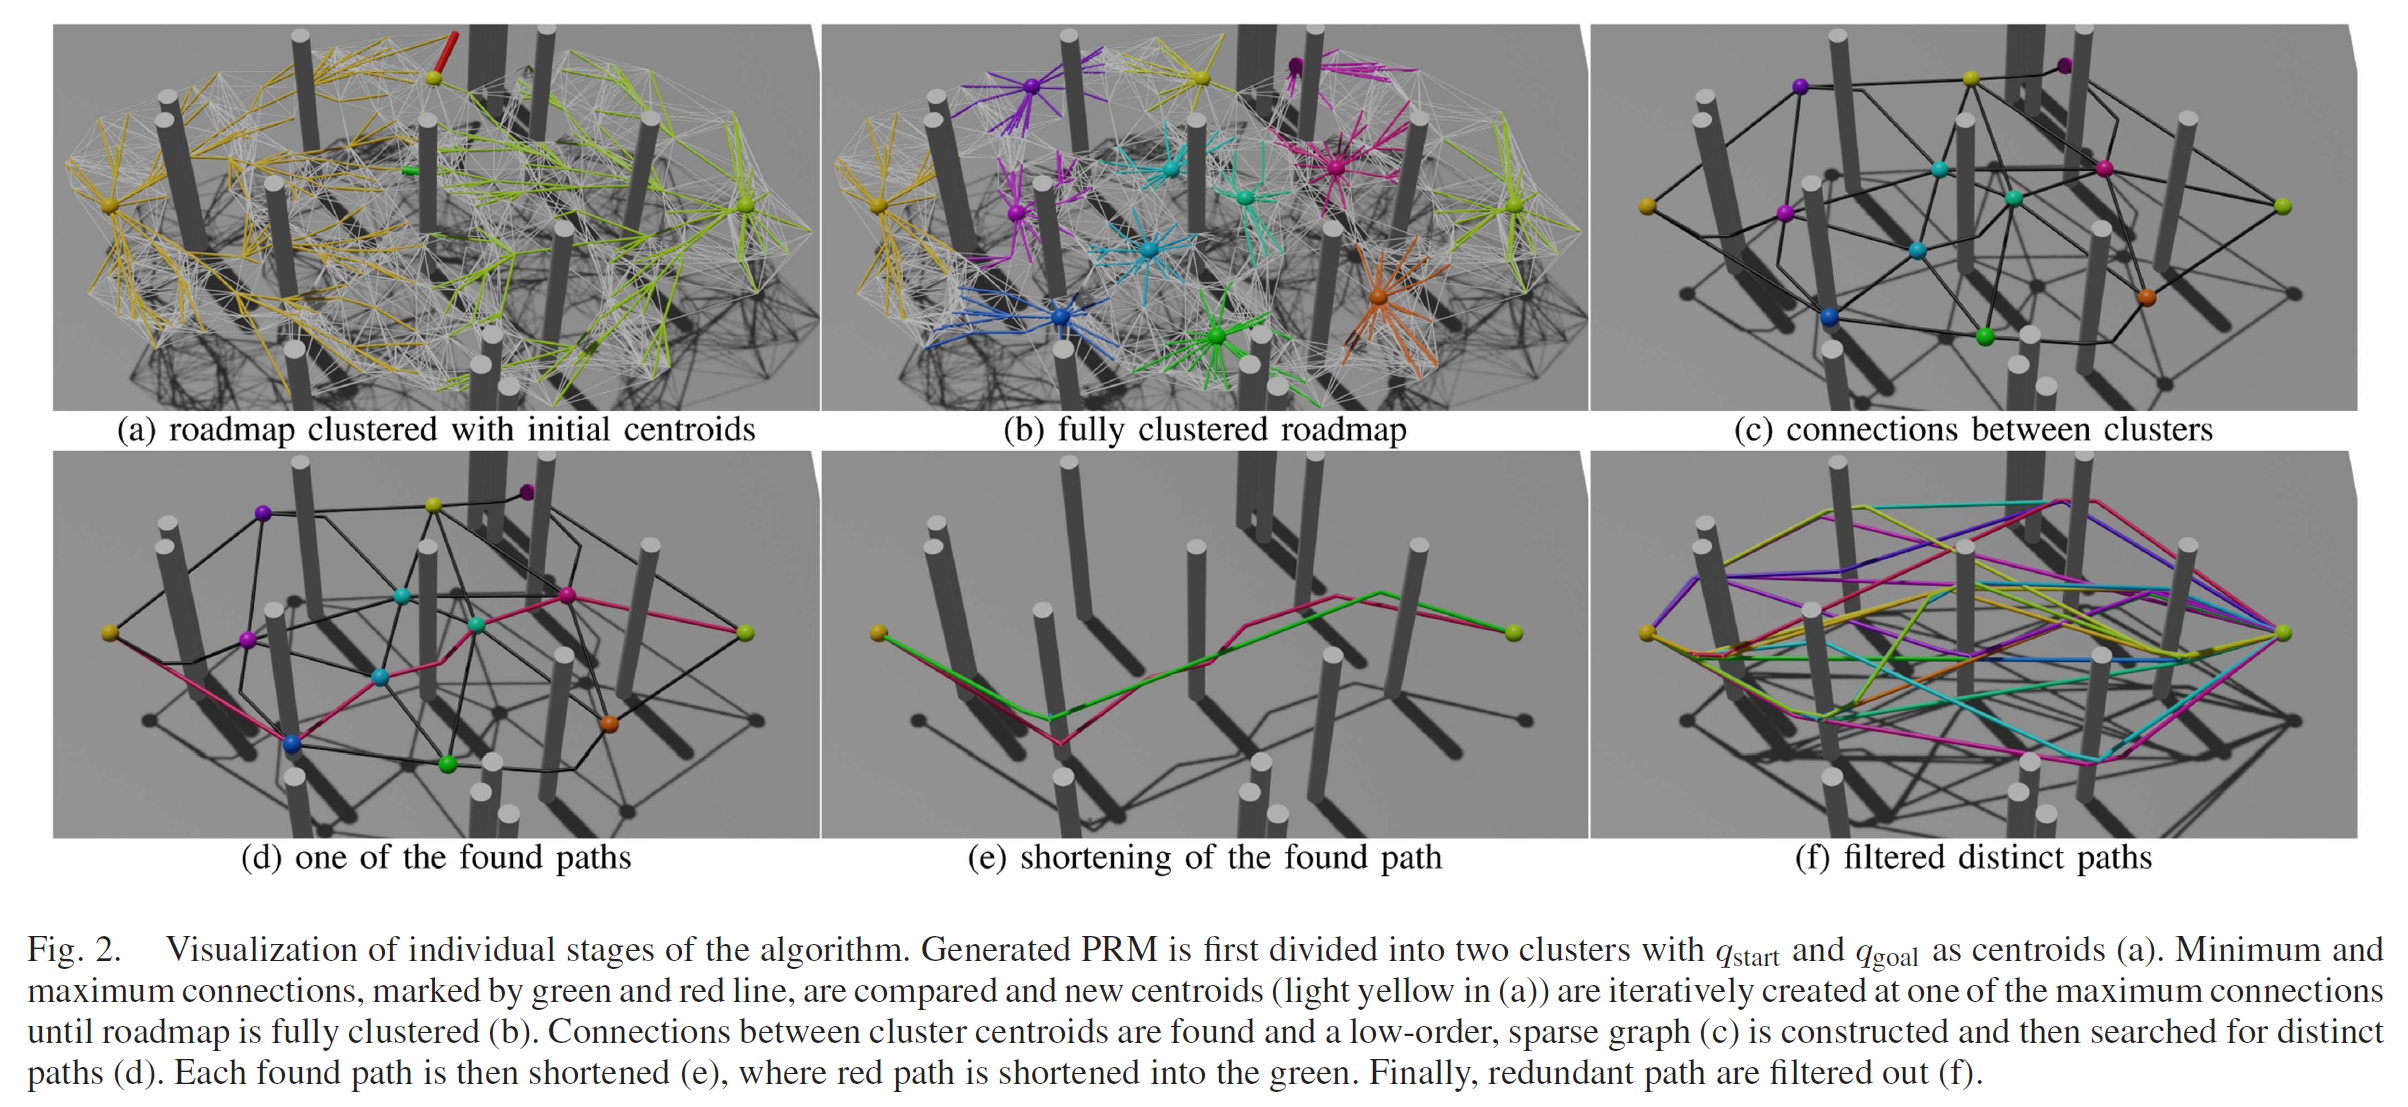 (a) roadmap clustered with initial centroids
(b) fully clustered roadmap
(c) connections between clusters
(d) one of the found paths
(e) shortening of the found path
(f) filtered distinct paths
Fig. 2. Visualization of individual stages of the algorithm. Generated PRM is first divided into two clusters with qstart and qgoal as centroids (a). Minimum and
maximum connections, marked by green and red line, are compared and new centroids (light yellow in (a)) are iteratively created at one of the maximum connections
until roadmap is fully clustered (b). Connections between cluster centroids are found and a low-order, sparse graph (c) is constructed and then searched for distinct
paths (d). Each found path is then shortened (e), where red path is shortened into the green. Finally, redundant path are filtered out (f).